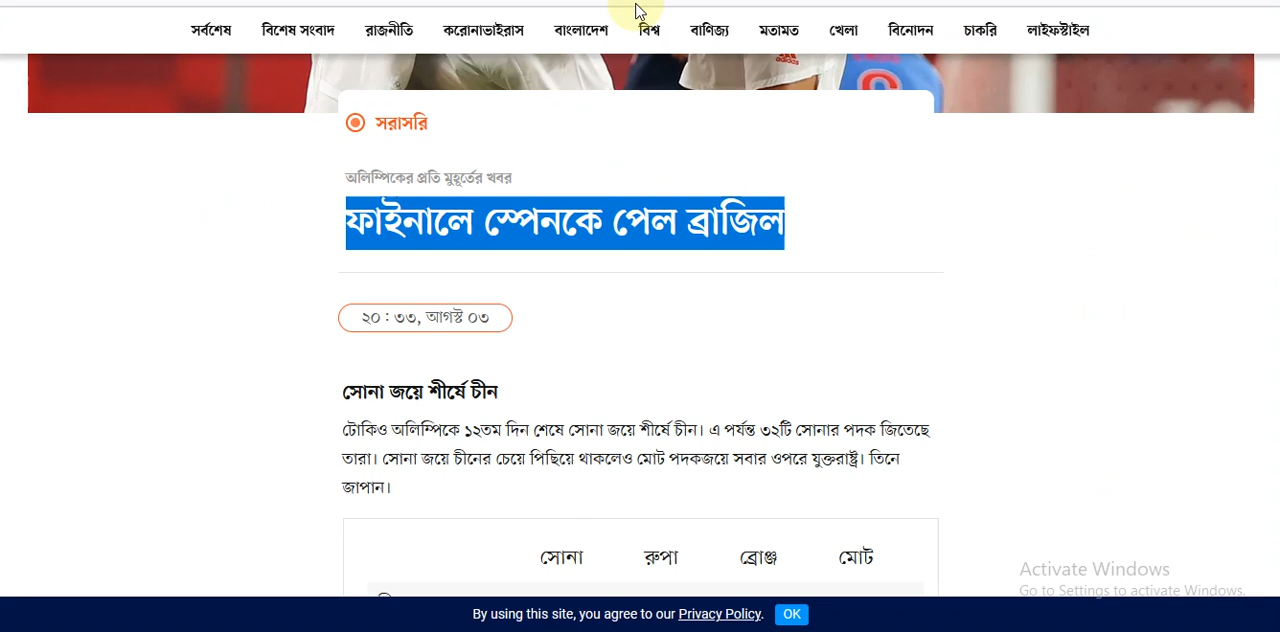 সর্বশেষ বিশেষ সংবাদ রাজনীতি করোনাভাইরাস বাংলাদেশ বিশ্ব বাণিজ্য মতামত খেলা বিনোদন চাকরি লাইফস্টাইল
adidas
সরাসরি
অলিম্পিকের প্রতি মুহূর্তের খবর
ফাইনালে স্পেনকে পেল ব্রাজিল
২০ : ৩৩, আগস্ট ০৩
সোনা জয়ে শীর্ষে চীন
টোকিও অলিম্পিকে ১২তম দিন শেষে সোনা জয়ে শীর্ষে চীন। এ পর্যন্ত ৩২টি সোনার পদক জিতেছে
তারা। সোনা জয়ে চীনের চেয়ে পিছিয়ে থাকলেও মোট পদকজয়ে সবার ওপরে যুক্তরাষ্ট্র। তিনে
জাপান।
সোনা রুপা ব্রোঞ্জ মোট
Activate Windows
Go to Settings to activate Windows.
By using this site, you agree to our Privacy Policy. OK